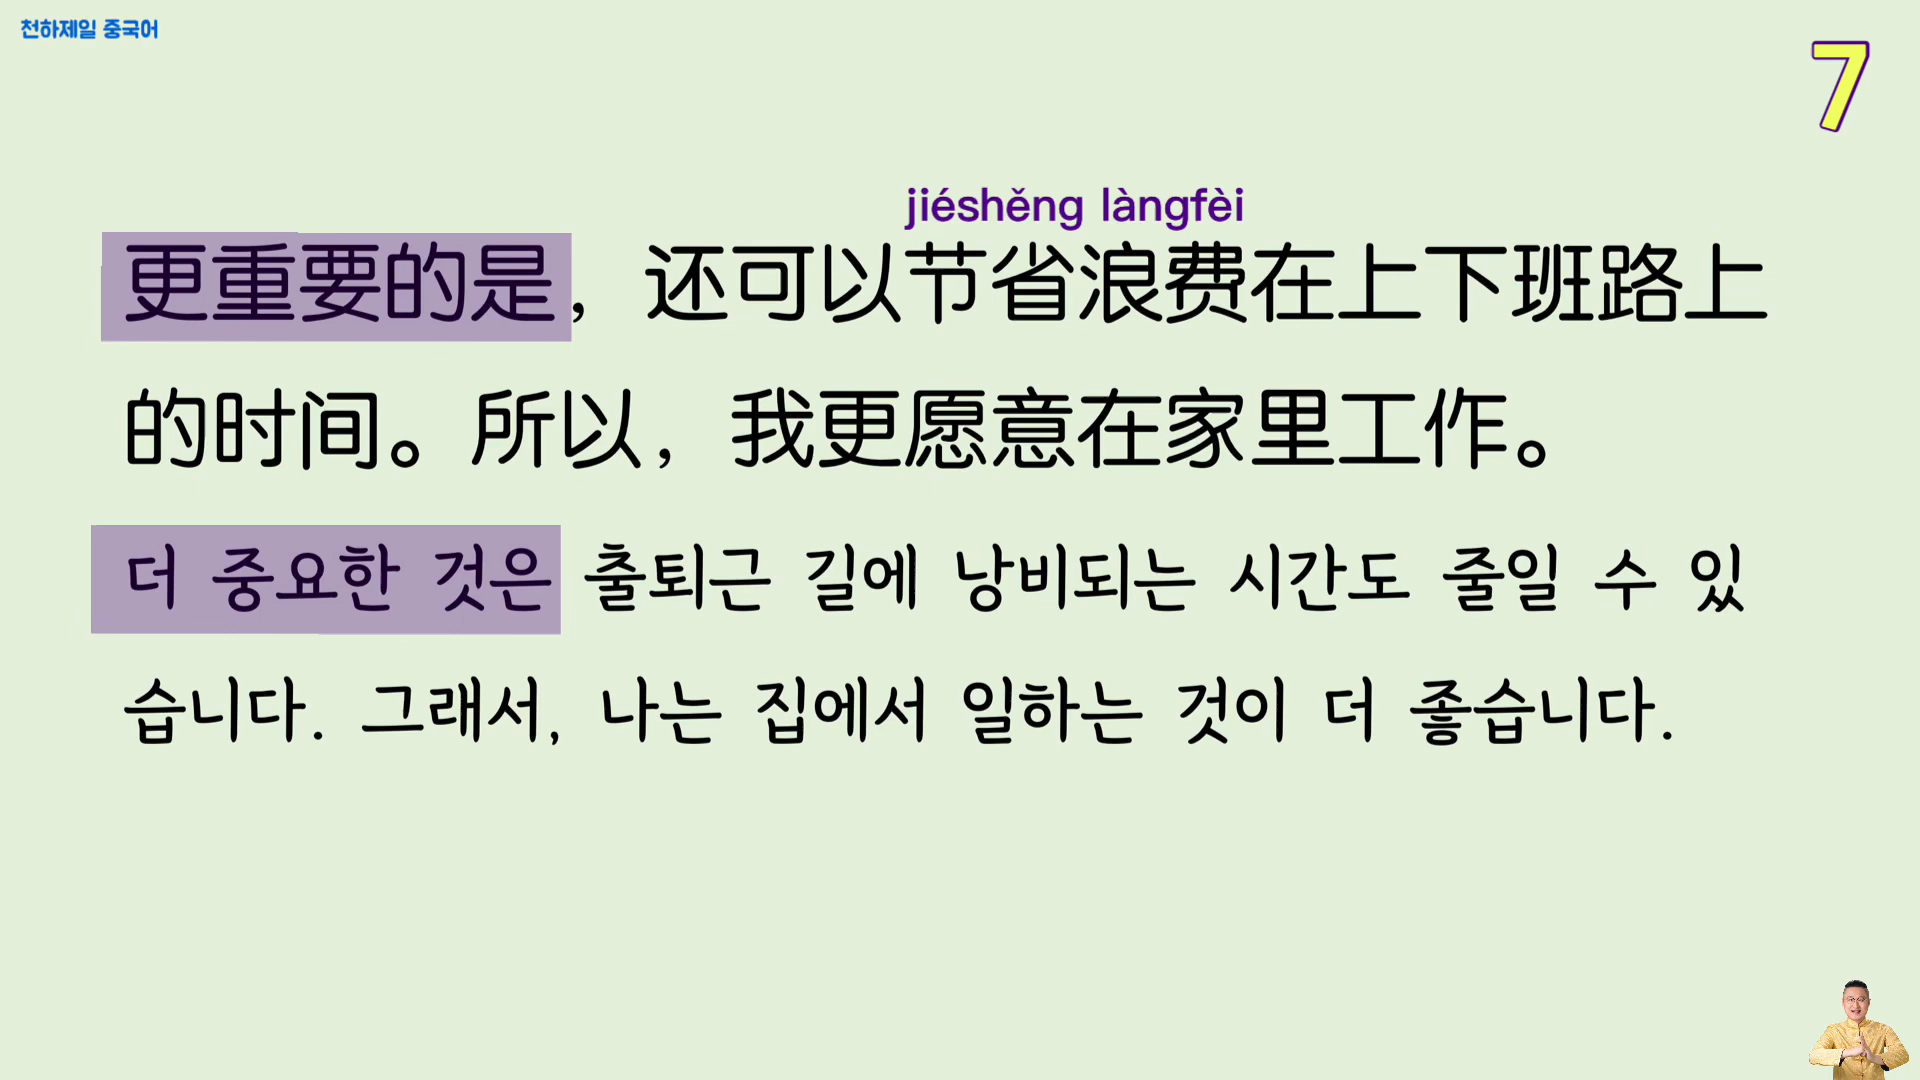 천하제일 중국어
7
jiéshěng làngfèi
更重要的是，还可以节省浪费在上下班路上
的时间。所以，我更愿意在家里工作。
더 중요한 것은 출퇴근 길에 낭비되는 시간도 줄일 수 있
습니다. 그래서, 나는 집에서 일하는 것이 더 좋습니다.